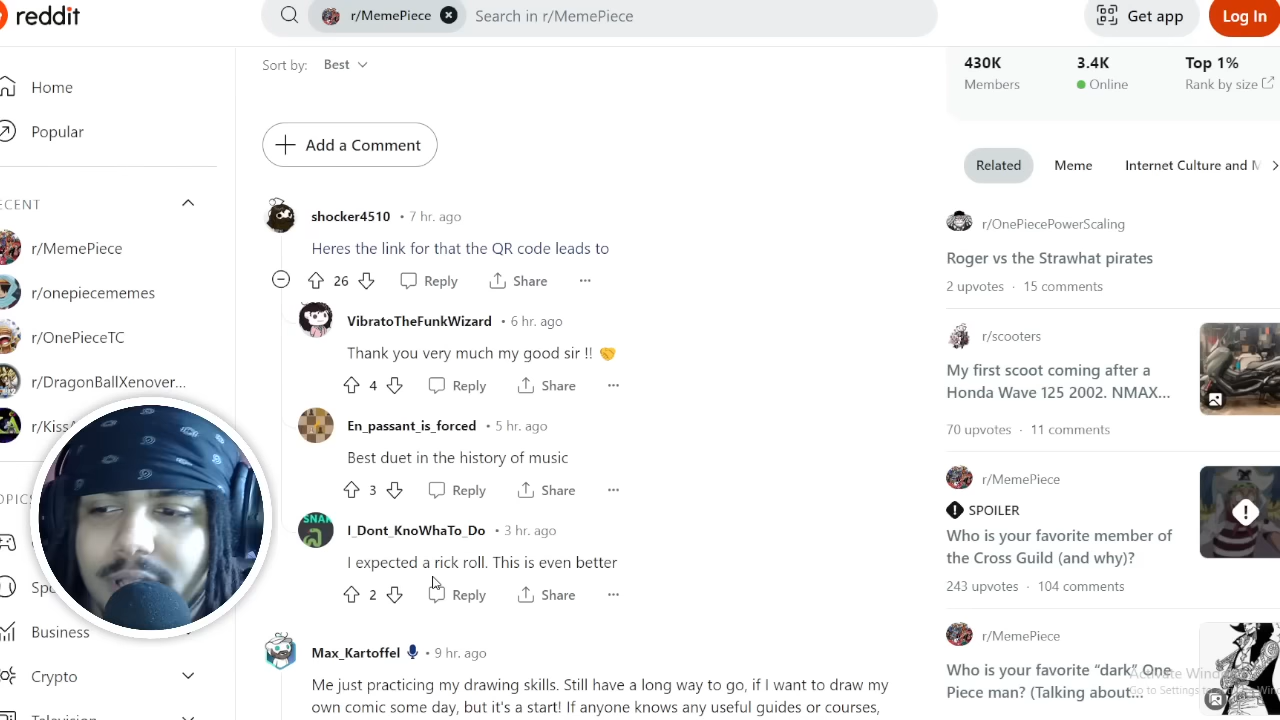 reddit
r/MemePiece
Search in r/MemePiece
Get app
Log In
Home
Popular
ECENT
r/MemePiece
r/onepiecememes
r/OnePieceTC
r/DragonBallXenover...
Business
Crypto
Sort by: Best
Add a Comment
shocker4510 • 7 hr. ago
Heres the link for that the QR code leads to
26 Reply Share ...
VibratoTheFunkWizard • 6 hr. ago
Thank you very much my good sir !! 🤝
4 Reply Share ...
En_passant_is_forced • 5 hr. ago
Best duet in the history of music
3 Reply Share ...
I_Dont_KnoWhaTo_Do • 3 hr. ago
I expected a rick roll. This is even better
2 Reply Share ...
Max_Kartoffel • 9 hr. ago
Me just practicing my drawing skills. Still have a long way to go, if I want to draw my
own comic some day, but it's a start! If anyone knows any useful guides or courses,
430K 3.4K Top 1%
Members Online Rank by size
Related Meme Internet Culture and
r/OnePiecePowerScaling
Roger vs the Strawhat pirates
2 upvotes · 15 comments
r/scooters
My first scoot coming after a
Honda Wave 125 2002. NMAX...
70 upvotes · 11 comments
r/MemePiece
SPOILER
Who is your favorite member of
the Cross Guild (and why)?
243 upvotes · 104 comments
r/MemePiece
Who is your favorite “dark” One
Piece man? (Talking about...
Activate Windo
Go to Settings to